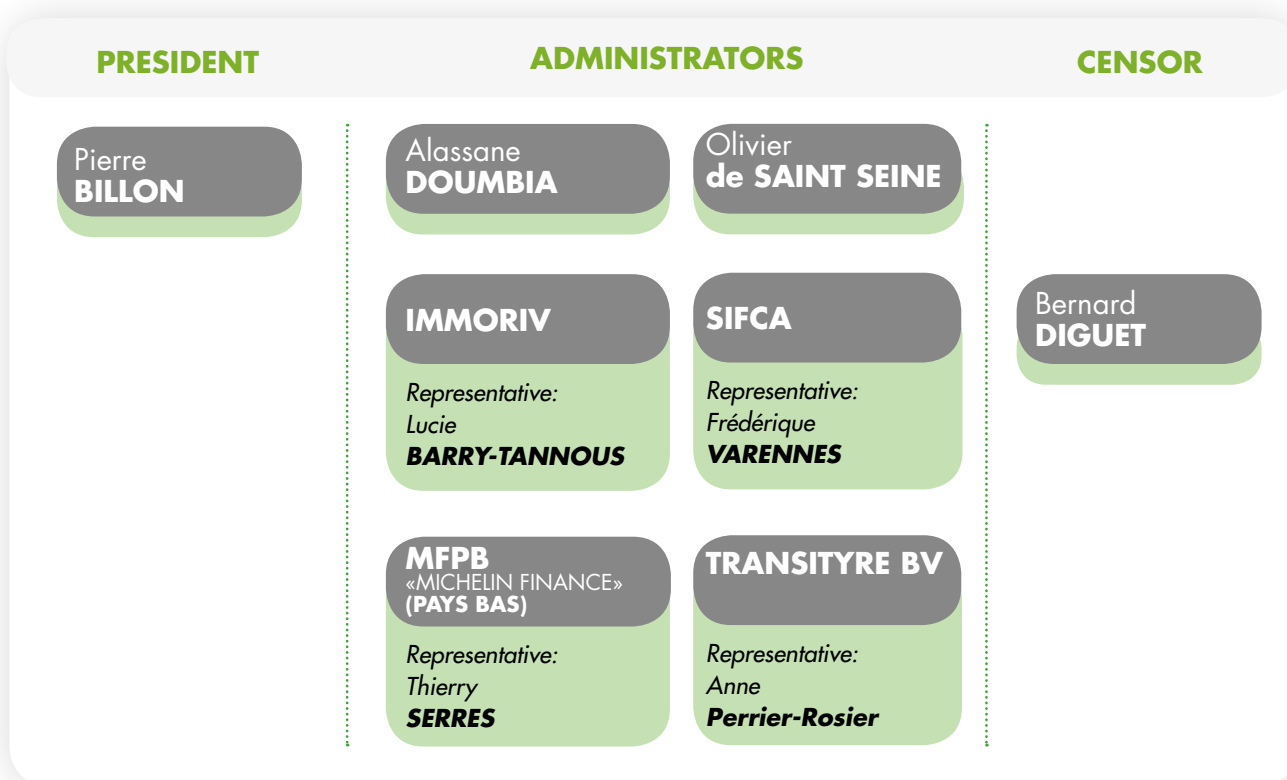 PRESIDENT
ADMINISTRATORS
CENSOR
Pierre
BILLON
Alassane
DOUMBIA
Olivier
de SAINT SEINE
IMMORIV
Representative:
Lucie
BARRY-TANNOUS
SIFCA
Representative:
Frédérique
VARENNES
Bernard
DIGUET
MFPB
«MICHELIN FINANCE»
(PAYS BAS)
Representative:
Thierry
SERRES
TRANSITYRE BV
Representative:
Anne
Perrier-Rosier